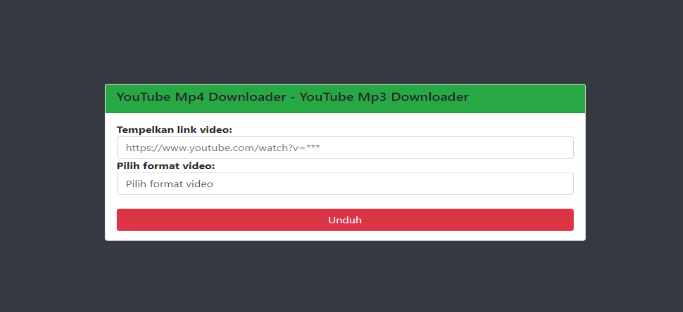 YouTube Mp4 Downloader - YouTube Mp3 Downloader
Tempelkan link video:
https://www.youtube.com/watch?v=***
Pilih format video:
Pilih format video
Unduh